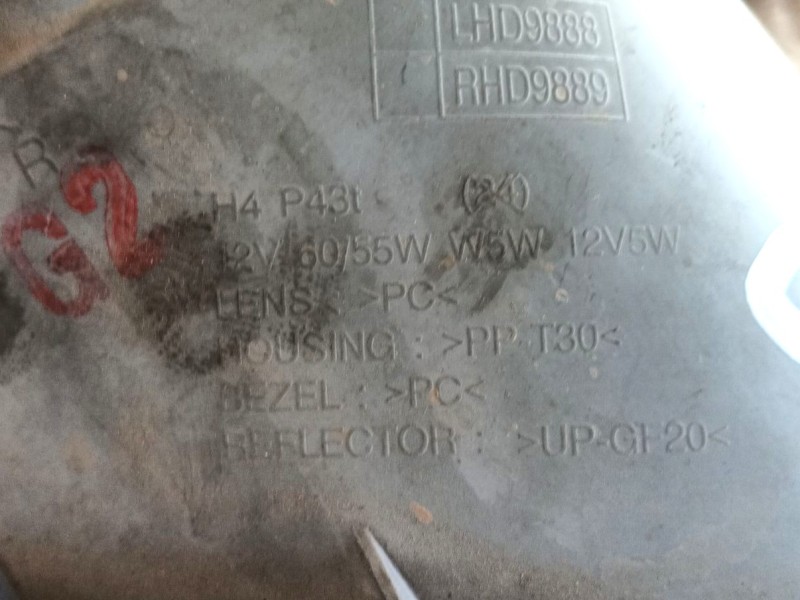 LHD9888
RHD9889
R
G2
H4 P43t (24)
12V 60/55W W5W 12V5W
LENS : >PC<
HOUSING : >PP-T30<
BEZEL : >PC<
REFLECTOR : >UP-GF20<